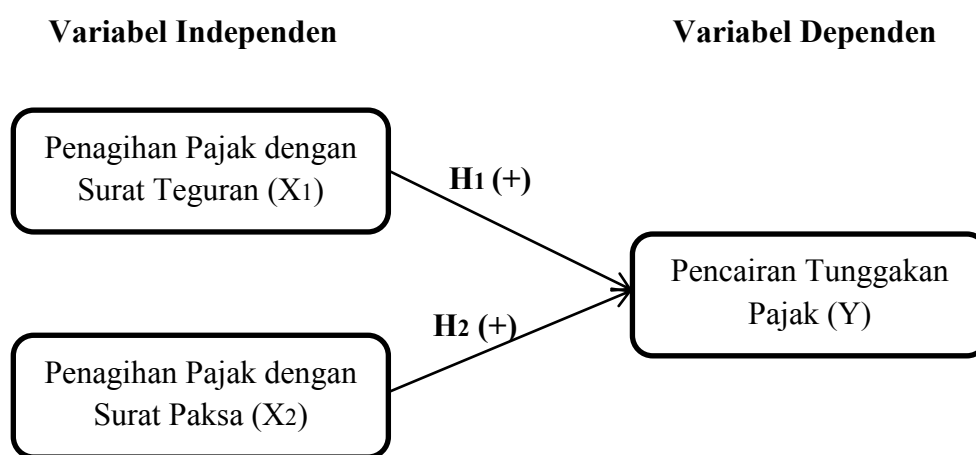 Variabel Independen
Variabel Dependen
Penagihan Pajak dengan
Surat Teguran (X1)
H1 (+)
Pencairan Tunggakan
Pajak (Y)
H2 (+)
Penagihan Pajak dengan
Surat Paksa (X2)